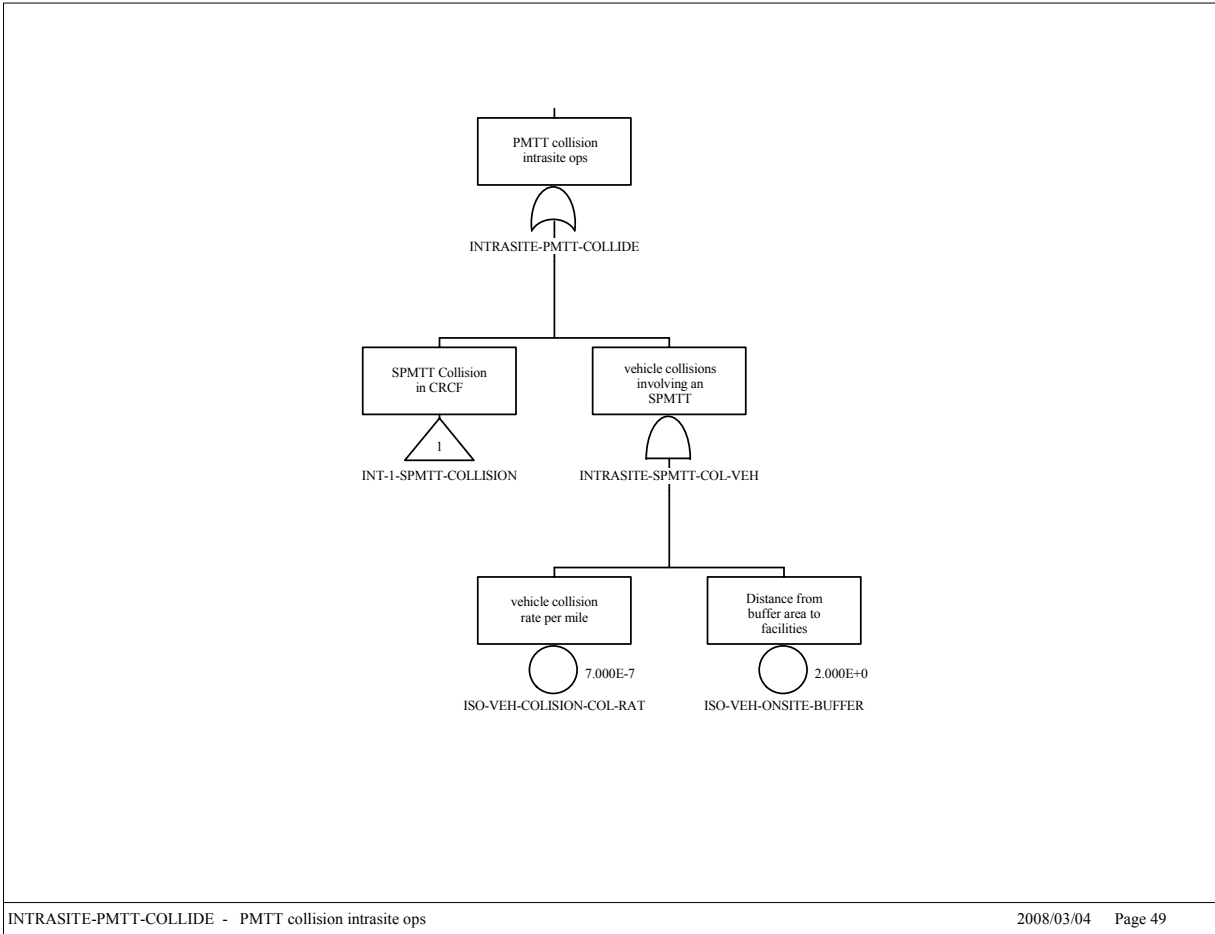 PMTT collision
intrasite ops
INTRASITE-PMTT-COLLIDE
SPMTT Collision
in CRCF
1
INT-1-SPMTT-COLLISION
vehicle collisions
involving an
SPMTT
INTRASITE-SPMTT-COL-VEH
vehicle collision
rate per mile
7.000E-7
ISO-VEH-COLISION-COL-RAT
Distance from
buffer area to
facilities
2.000E+0
ISO-VEH-ONSITE-BUFFER
INTRASITE-PMTT-COLLIDE - PMTT collision intrasite ops
2008/03/04 Page 49